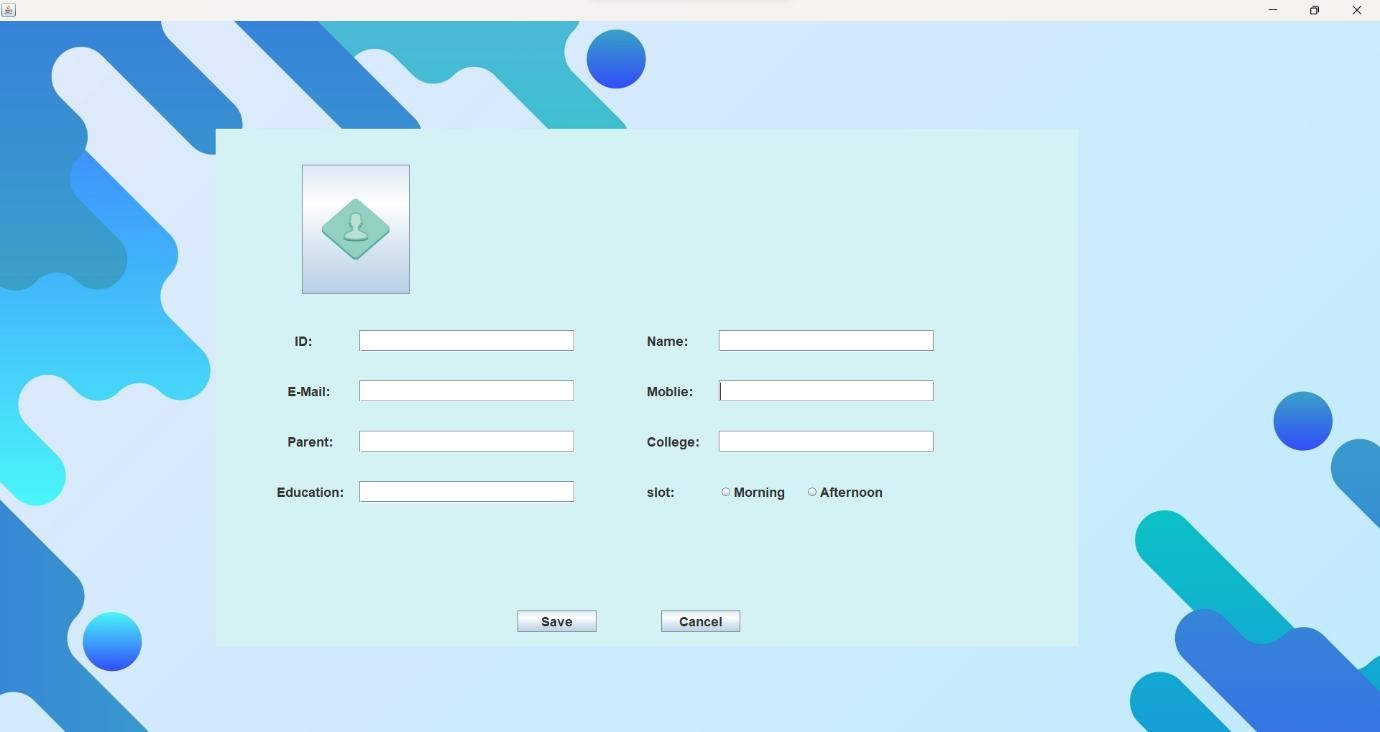 ID:
Name:
E-Mail:
Moblie:
Parent:
College:
Education:
slot:
Morning
Afternoon
Save
Cancel